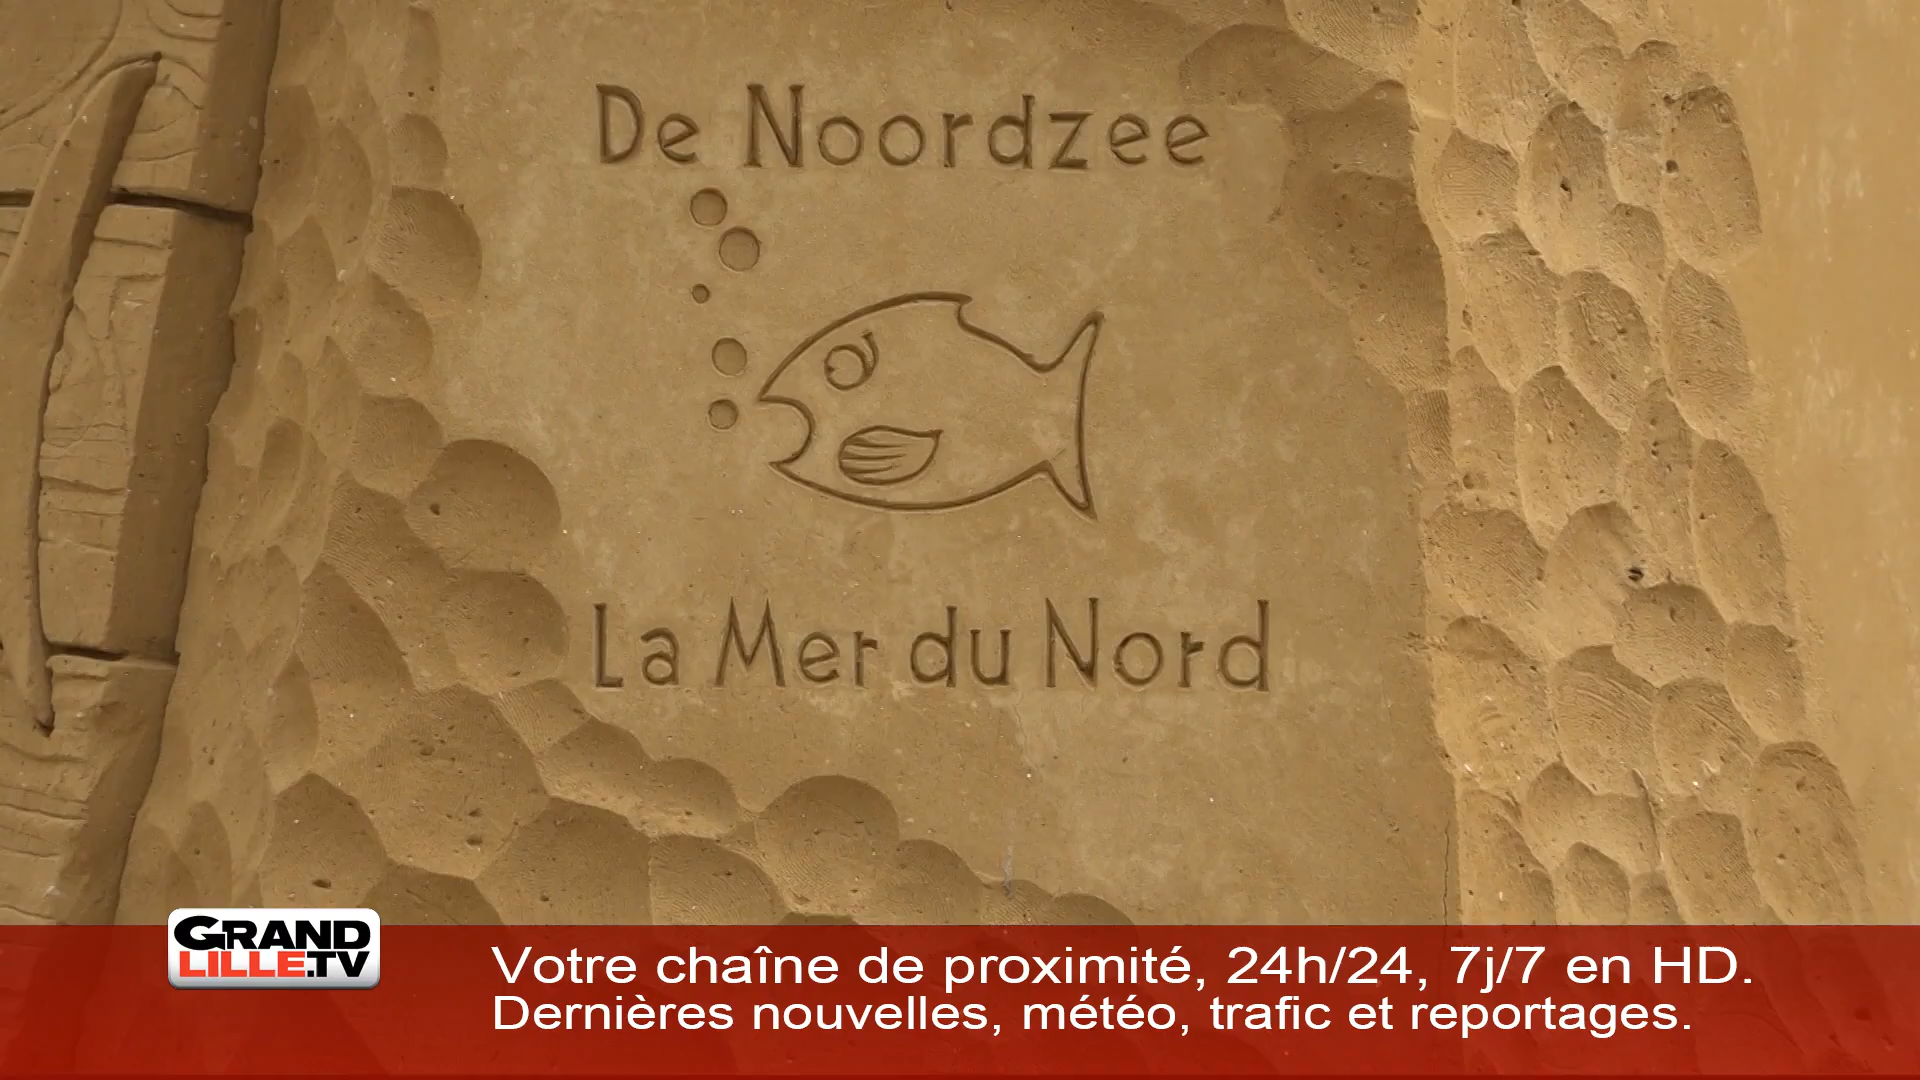 De Noordzee
La Mer du Nord
GRAND
LILLE.TV
Votre chaîne de proximité, 24h/24, 7j/7 en HD.
Dernières nouvelles, météo, trafic et reportages.